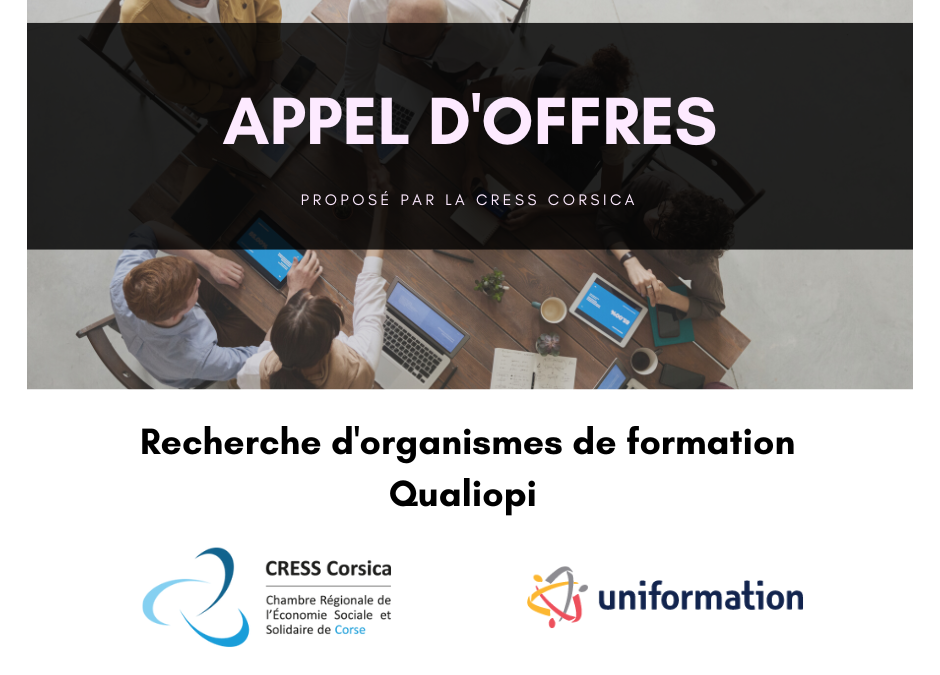 APPEL D'OFFRES
PROPOSÉ PAR LA CRESS CORSICA
Recherche d'organismes de formation
Qualiopi
CRESS Corsica
Chambre Régionale de
l'Économie Sociale et
Solidaire de Corse
uniformation